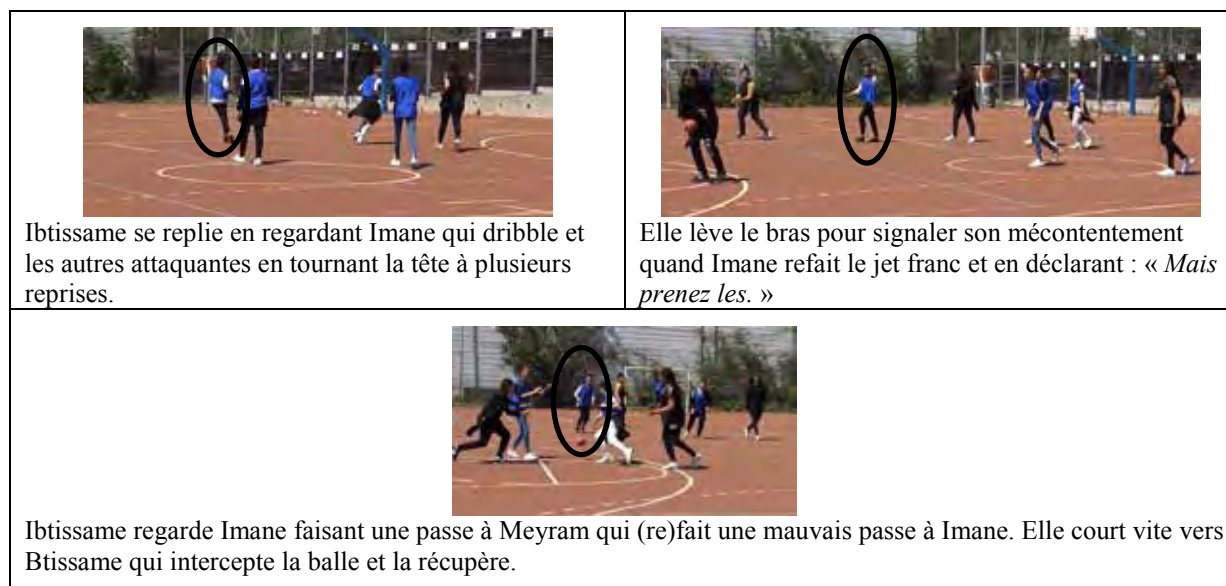 Ibtissame se replie en regardant Imane qui dribble et
les autres attaquantes en tournant la tête à plusieurs
reprises.
Elle lève le bras pour signaler son mécontentement
quand Imane refait le jet franc et en déclarant : « Mais
prenez les. »
Ibtissame regarde Imane faisant une passe à Meyram qui (re)fait une mauvais passe à Imane. Elle court vite vers
Btissame qui intercepte la balle et la récupère.